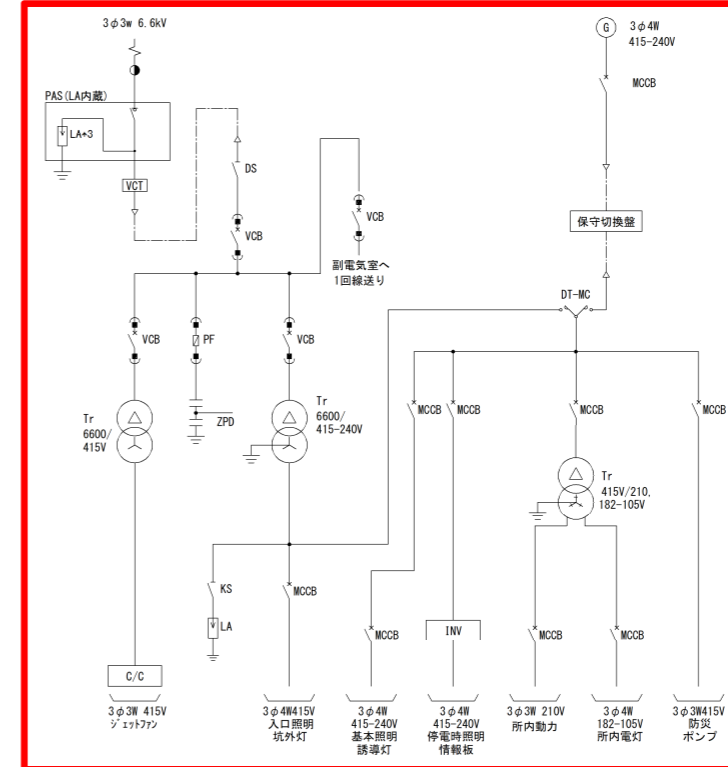 3φ3w 6.6kV
G
3φ4W
415-240V
MCCB
PAS(LA内蔵)
LA*3
VCT
DS
VCB
VCB
副電気室へ
1回線送り
保守切換盤
DT-MC
VCB
PF
VCB
ZPD
Tr
6600/
415V
Tr
6600/
415-240V
MCCB
MCCB
MCCB
MCCB
Tr
415V/210,
182-105V
KS
LA
MCCB
MCCB
INV
MCCB
MCCB
C/C
3φ3W 415V
ジェットファン
3φ4W415V
入口照明
坑外灯
3φ4W
415-240V
基本照明
誘導灯
3φ4W
415-240V
停電時照明
情報板
3φ3W 210V
所内動力
3φ4W
182-105V
所内電灯
3φ3W415V
防災
ポンプ